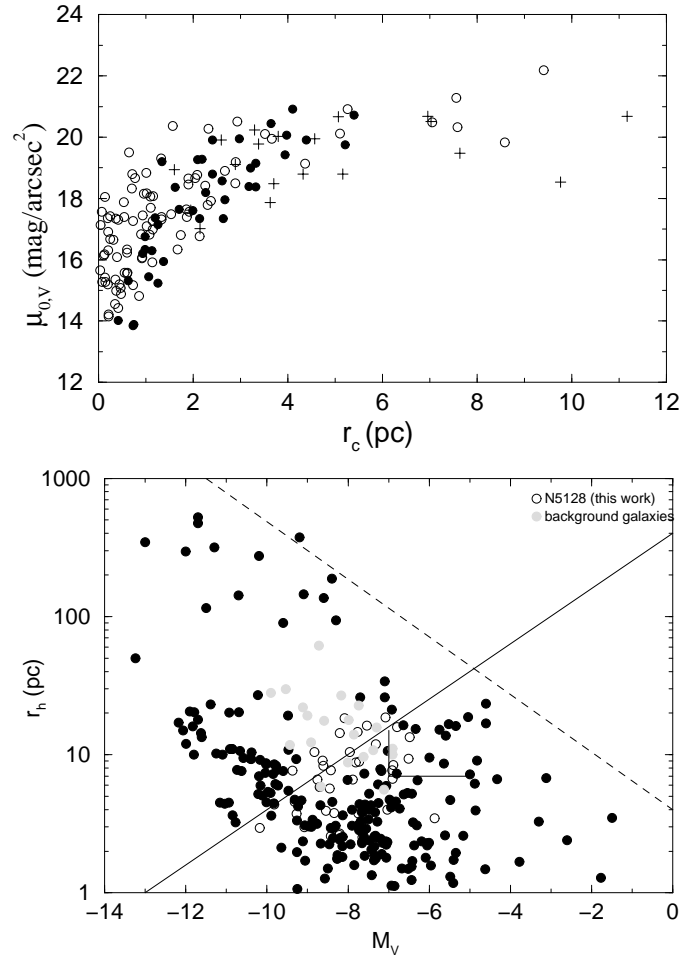 24
22
20
18
16
14
12
μ0,V (mag/arcsec2)
0 2 4 6 8 10 12
rc (pc)
1000
100
10
1
rh (pc)
N5128 (this work)
background galaxies
−14 −12 −10 −8 −6 −4 −2 0
MV